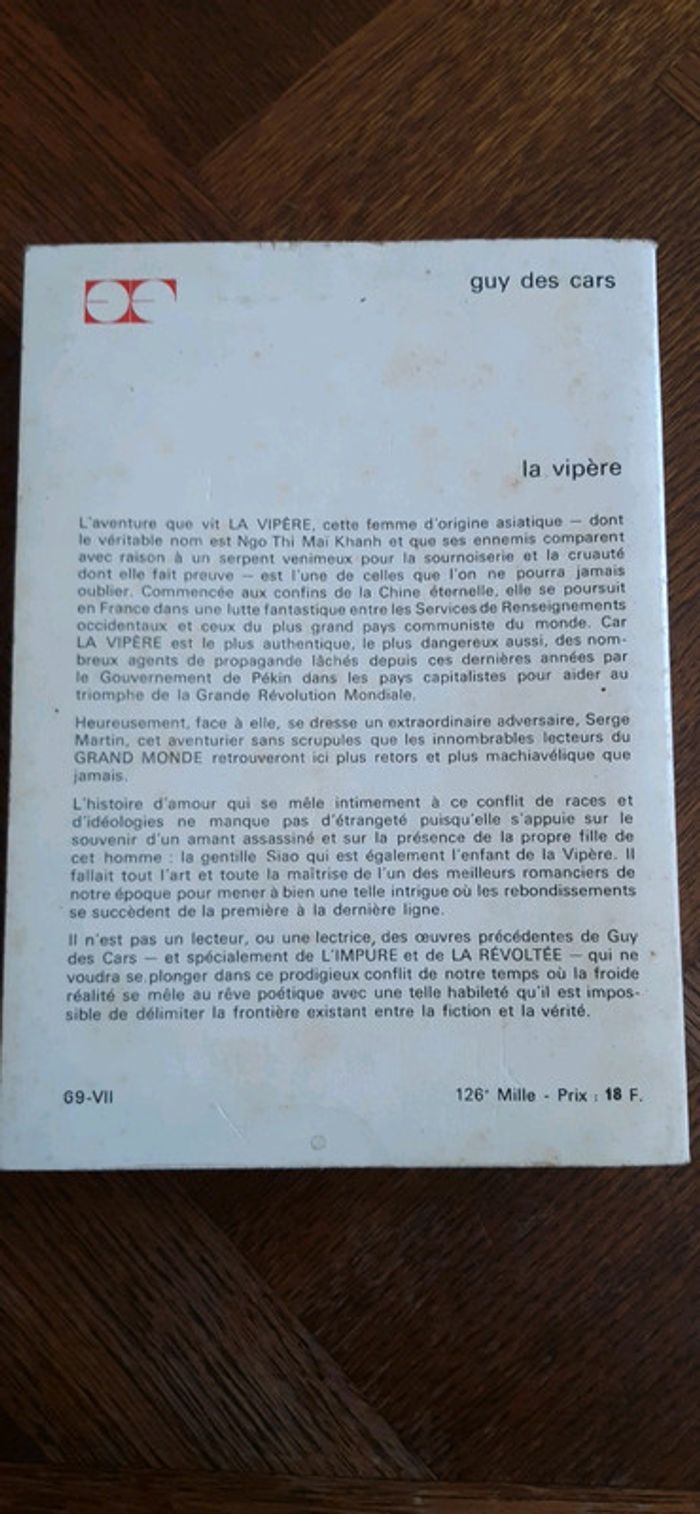 guy des cars
la vipère
L'aventure que vit LA VIPÈRE, cette femme d'origine asiatique — dont
le véritable nom est Ngo Thi Maï Khanh et que ses ennemis comparent
avec raison à un serpent venimeux pour la sournoiserie et la cruauté
dont elle fait preuve — est l'une de celles que l'on ne pourra jamais
oublier. Commencée aux confins de la Chine éternelle, elle se poursuit
en France dans une lutte fantastique entre les Services de Renseignements
occidentaux et ceux du plus grand pays communiste du monde. Car
LA VIPÈRE est le plus authentique, le plus dangereux aussi, des nom-
breux agents de propagande lâchés depuis ces dernières années par
le Gouvernement de Pékin dans les pays capitalistes pour aider au
triomphe de la Grande Révolution Mondiale.
Heureusement, face à elle, se dresse un extraordinaire adversaire, Serge
Martin, cet aventurier sans scrupules que les innombrables lecteurs du
GRAND MONDE retrouveront ici plus retors et plus machiavélique que
jamais.
L'histoire d'amour qui se mêle intimement à ce conflit de races et
d'idéologies ne manque pas d'étrangeté puisqu'elle s'appuie sur le
souvenir d'un amant assassiné et sur la présence de la propre fille de
cet homme : la gentille Siao qui est également l'enfant de la Vipère. Il
fallait tout l'art et toute la maîtrise de l'un des meilleurs romanciers de
notre époque pour mener à bien une telle intrigue où les rebondissements
se succèdent de la première à la dernière ligne.
Il n'est pas un lecteur, ou une lectrice, des œuvres précédentes de Guy
des Cars — et spécialement de L'IMPURE et de LA RÉVOLTÉE — qui ne
voudra se plonger dans ce prodigieux conflit de notre temps où la froide
réalité se mêle au rêve poétique avec une telle habileté qu'il est impos-
sible de délimiter la frontière existant entre la fiction et la vérité.
69-VII
126e Mille - Prix : 18 F.